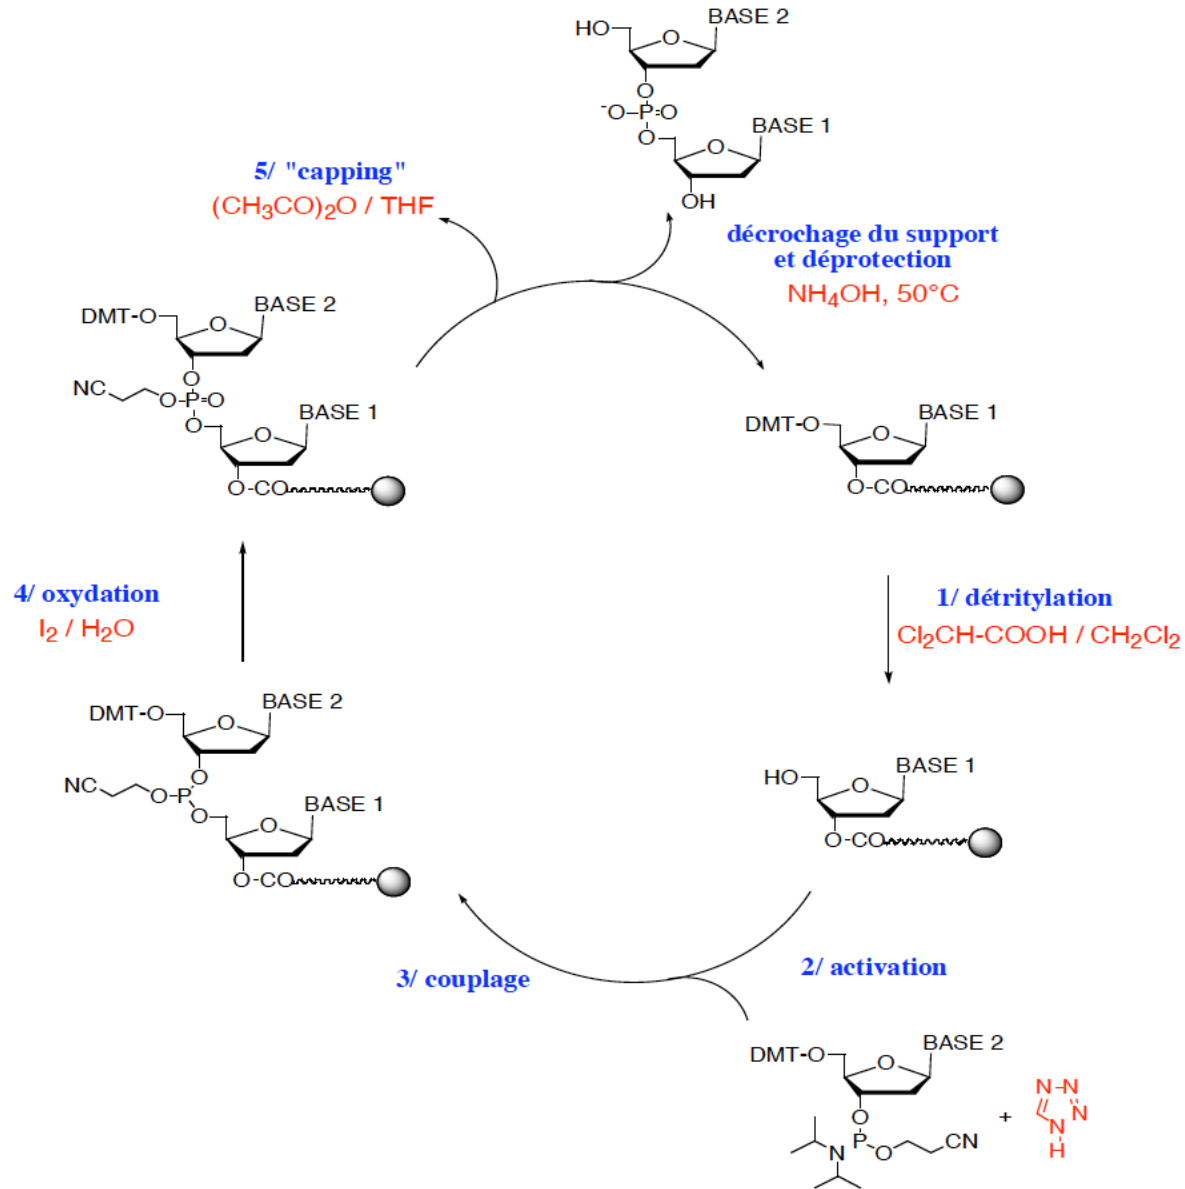 HO
O
BASE 2
O
-O-P=O
O
O
BASE 1
OH
5/ "capping"
(CH3CO)2O / THF
décrochage du support
et déprotection
NH4OH, 50°C
DMT-O
O
BASE 2
O
NC
O-P=O
O
O
BASE 1
O-CO
DMT-O
O
BASE 1
O-CO
4/ oxydation
I2 / H2O
1/ détritylation
Cl2CH-COOH / CH2Cl2
DMT-O
O
BASE 2
O
NC
O-P
O
O
BASE 1
O-CO
HO
O
BASE 1
O-CO
3/ couplage
2/ activation
DMT-O
O
BASE 2
O
P
O
CN
N
+
N-N
N
N
H